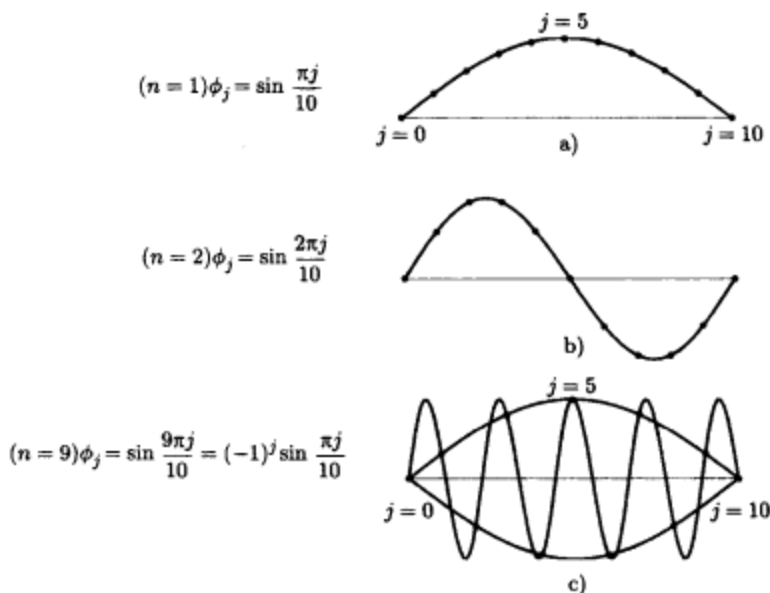 j = 5
(n = 1)ϕ_j = sin πj/10
j = 0
j = 10
a)
(n = 2)ϕ_j = sin 2πj/10
b)
j = 5
(n = 9)ϕ_j = sin 9πj/10 = (-1)^j sin πj/10
j = 0
j = 10
c)